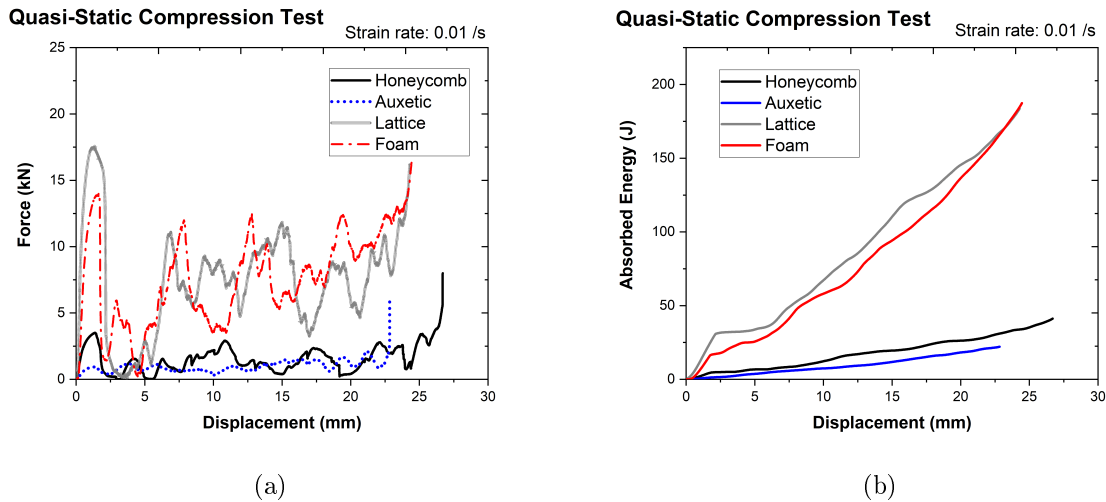 Quasi-Static Compression Test
Strain rate: 0.01 /s
Honeycomb
Auxetic
Lattice
Foam
Force (kN)
25
20
15
10
5
0
0 5 10 15 20 25 30
Displacement (mm)
(a)
Quasi-Static Compression Test
Strain rate: 0.01 /s
Honeycomb
Auxetic
Lattice
Foam
Absorbed Energy (J)
200
150
100
50
0
0 5 10 15 20 25 30
Displacement (mm)
(b)